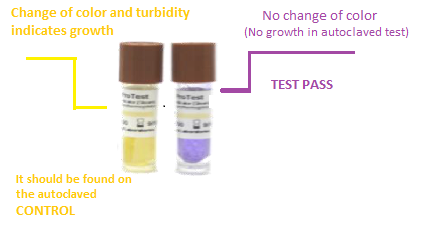 Change of color and turbidity
indicates growth
No change of color
(No growth in autoclaved test)
TEST PASS
It should be found on
the autoclaved
CONTROL